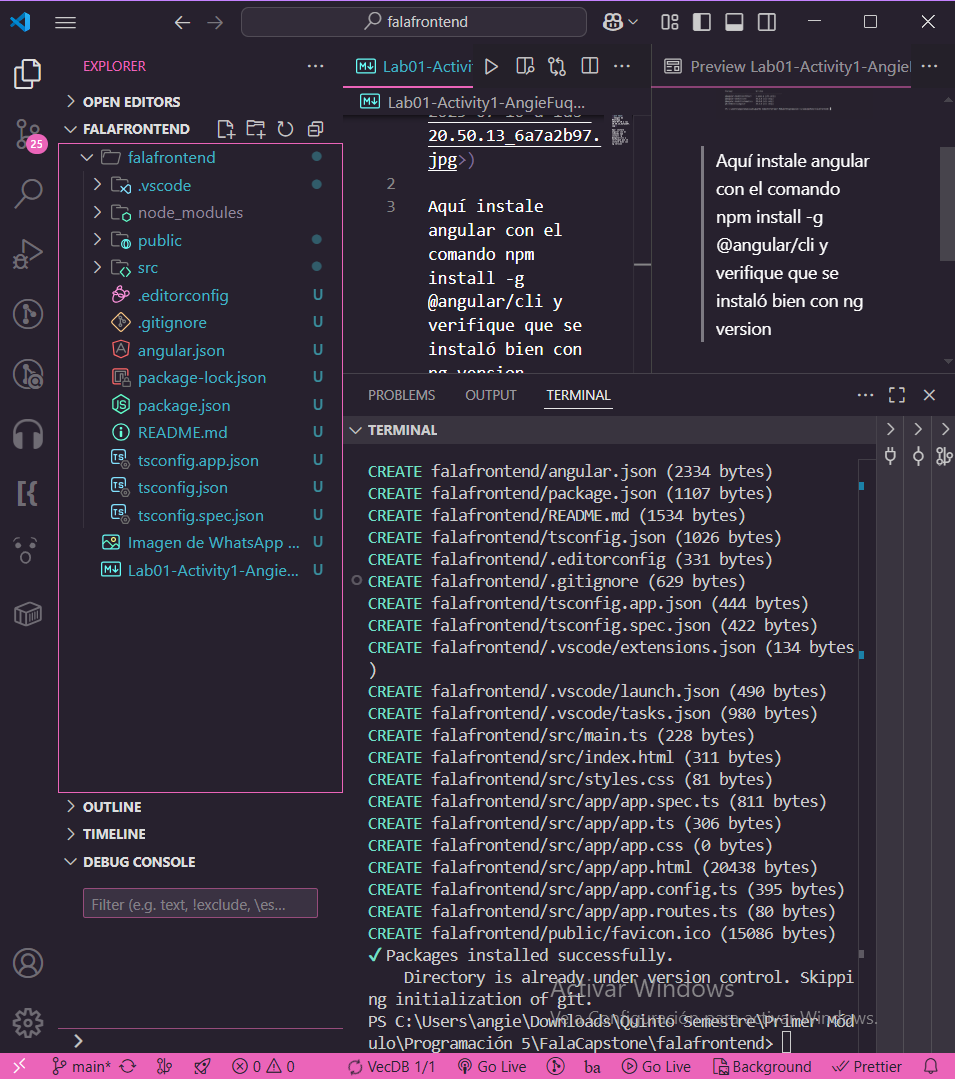 falafrontend
EXPLORER
OPEN EDITORS
FALAFRONTEND
falafrontend
.vscode
node_modules
public
src
.editorconfig U
.gitignore U
angular.json U
package-lock.json U
package.json U
README.md U
tsconfig.app.json U
tsconfig.json U
tsconfig.spec.json U
Imagen de WhatsApp ... U
Lab01-Activity1-Angie... U
25
OUTLINE
TIMELINE
DEBUG CONSOLE
Filter (e.g. text, !exclude, \es...
Lab01-Activi
Lab01-Activity1-AngieFuq...
20.50.13_6a7a2b97.
jpg>)
2
3
Aquí instale
angular con el
comando npm
install -g
@angular/cli y
verifique que se
instaló bien con
ng version
Preview Lab01-Activity1-Angiel
Aquí instale angular
con el comando
npm install -g
@angular/cli y
verifique que se
instaló bien con ng
version
PROBLEMS OUTPUT TERMINAL
TERMINAL
CREATE falafrontend/angular.json (2334 bytes)
CREATE falafrontend/package.json (1107 bytes)
CREATE falafrontend/README.md (1534 bytes)
CREATE falafrontend/tsconfig.json (1026 bytes)
CREATE falafrontend/.editorconfig (331 bytes)
CREATE falafrontend/.gitignore (629 bytes)
CREATE falafrontend/tsconfig.app.json (444 bytes)
CREATE falafrontend/tsconfig.spec.json (422 bytes)
CREATE falafrontend/.vscode/extensions.json (134 bytes
)
CREATE falafrontend/.vscode/launch.json (490 bytes)
CREATE falafrontend/.vscode/tasks.json (980 bytes)
CREATE falafrontend/src/main.ts (228 bytes)
CREATE falafrontend/src/index.html (311 bytes)
CREATE falafrontend/src/styles.css (81 bytes)
CREATE falafrontend/src/app/app.spec.ts (811 bytes)
CREATE falafrontend/src/app/app.ts (306 bytes)
CREATE falafrontend/src/app/app.css (0 bytes)
CREATE falafrontend/src/app/app.html (20438 bytes)
CREATE falafrontend/src/app/app.config.ts (395 bytes)
CREATE falafrontend/src/app/app.routes.ts (80 bytes)
CREATE falafrontend/public/favicon.ico (15086 bytes)
✓ Packages installed successfully.
Directory is already under version control. Skippi
ng initialization of git.
PS C:\Users\angie\Downloads\Quinto Semestre\Primer Mód
ulo\Programación 5\FalaCapstone\falafrontend>
Activar Windows
Ve a Configuración para activar Windows.
main* 0 0 VecDB 1/1 Go Live ba Go Live Background Prettier